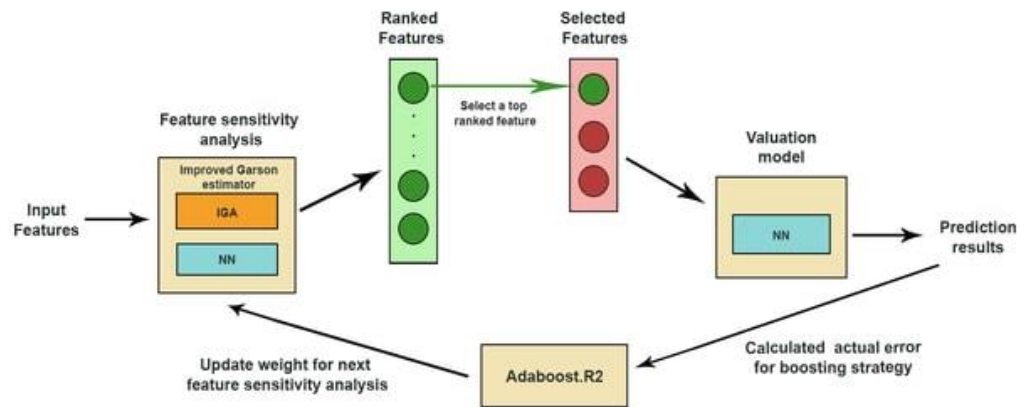 Ranked
Features
Selected
Features
Select a top
ranked feature
Feature sensitivity
analysis
Improved Garson
estimator
IGA
NN
Input
Features
Valuation
model
NN
Prediction
results
Update weight for next
feature sensitivity analysis
Adaboost.R2
Calculated actual error
for boosting strategy